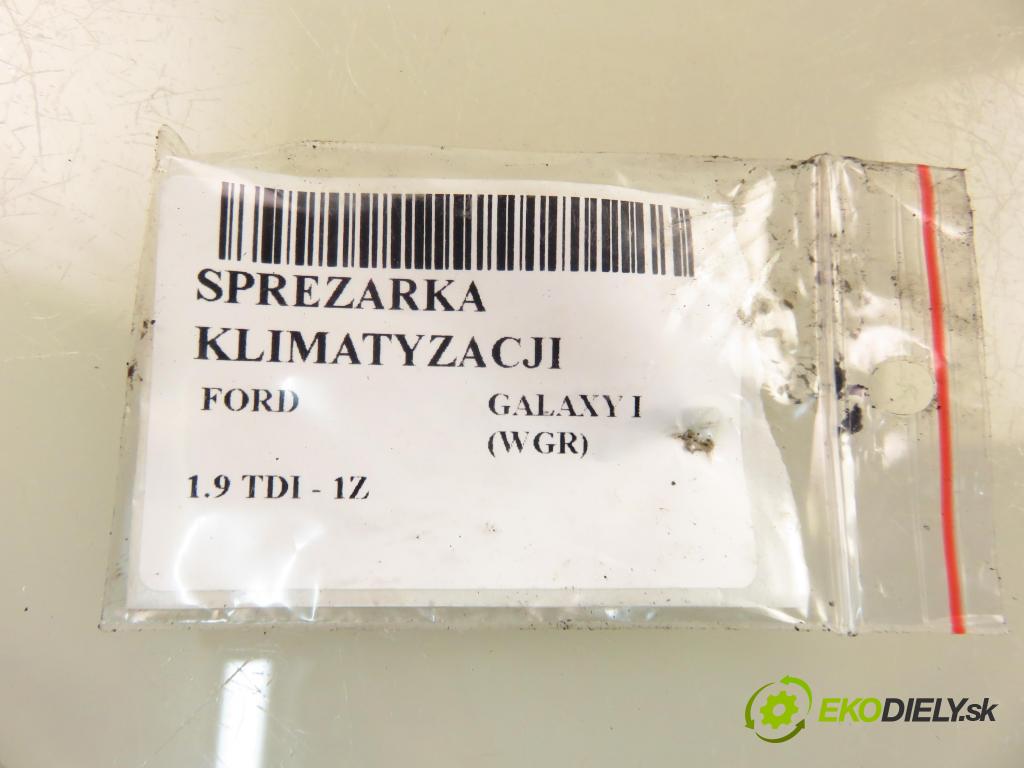 SPREZARKA
KLIMATYZACJI
FORD GALAXY I
(WGR)
1.9 TDI - 1Z
EKODIELY.sk